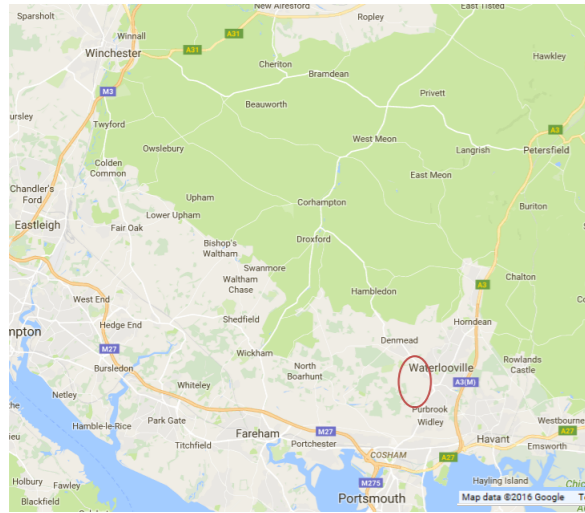 New Alresford
Ropley
East Tisted
Sparsholt
Winnall
A31
A31
Winchester
Cheriton
Bramdean
Hawkley
M3
Beauworth
Privett
ursley
Twyford
West Meon
A3
Owslebury
Langrish
Petersfield
Colden
Common
East Meon
Chandler's
Ford
Upham
Corhampton
Buriton
Lower Upham
Eastleigh
Fair Oak
Droxford
Bishop's
Waltham
Swanmore
Chalton
Waltham
Chase
Hambledon
A3
West End
Shedfield
Horndean
Hedge End
mpton
Denmead
M27
Wickham
Rowlands
Castle
Bursledon
North
Boarhunt
Waterlooville
Whiteley
A3(M)
Netley
Purbrook
Hamble-le-Rice
Park Gate
Widley
Westbourne
the
M27
A27
Fareham
Titchfield
Portchester
Havant
Emsworth
COSHAM
A27
Holbury
Fawley
M275
Hayling Island
Blackfield
Portsmouth
Map data ©2016 Google